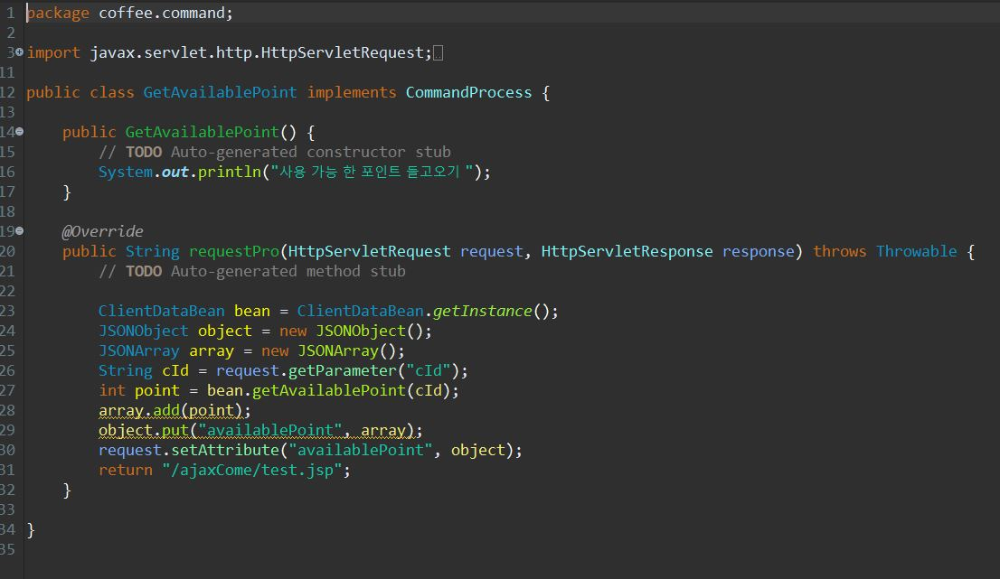 1 package coffee.command;
2
3 import javax.servlet.http.HttpServletRequest;
11
12 public class GetAvailablePoint implements CommandProcess {
13
14 public GetAvailablePoint() {
15 // TODO Auto-generated constructor stub
16 System.out.println("사용 가능 한 포인트 들고오기 ");
17 }
18
19 @Override
20 public String requestPro(HttpServletRequest request, HttpServletResponse response) throws Throwable {
21 // TODO Auto-generated method stub
22
23 ClientDataBean bean = ClientDataBean.getInstance();
24 JSONObject object = new JSONObject();
25 JSONArray array = new JSONArray();
26 String cId = request.getParameter("cId");
27 int point = bean.getAvailablePoint(cId);
28 array.add(point);
29 object.put("availablePoint", array);
30 request.setAttribute("availablePoint", object);
31 return "/ajaxCome/test.jsp";
32 }
33
34 }
35